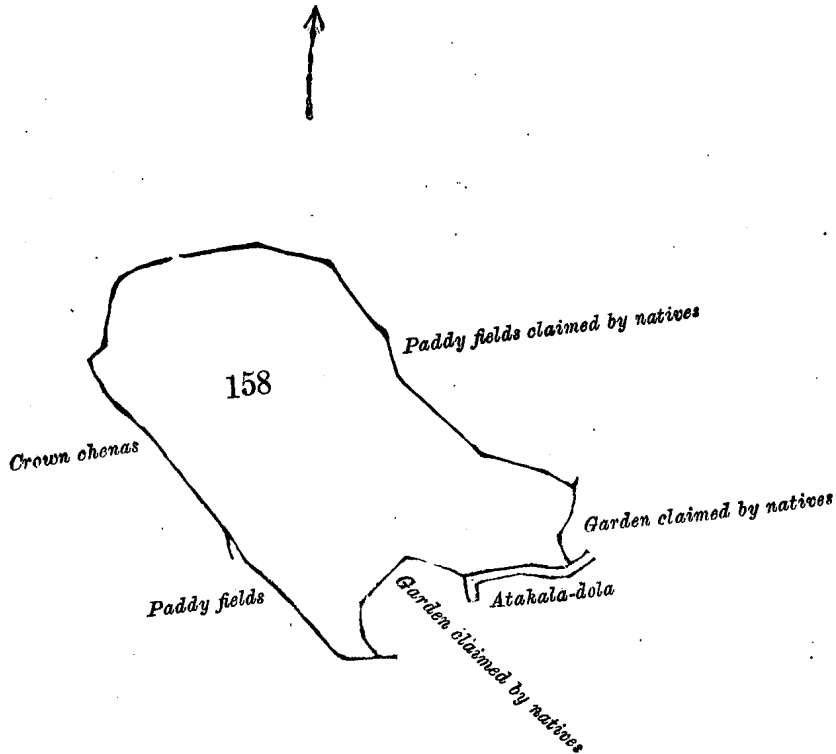 Paddy fields claimed by natives
158
Crown chenas
Garden claimed by natives
Paddy fields
Atakala-dola
Garden claimed by natives